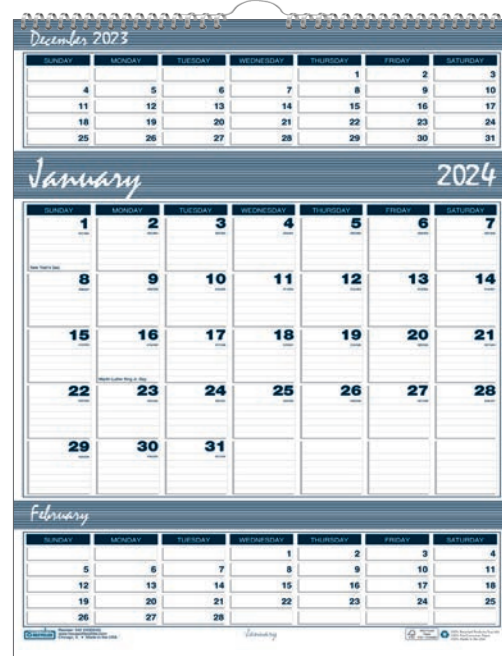 December 2023
SUNDAY MONDAY TUESDAY WEDNESDAY THURSDAY FRIDAY SATURDAY
1 2 3
4 5 6 7 8 9 10
11 12 13 14 15 16 17
18 19 20 21 22 23 24
25 26 27 28 29 30 31
January 2024
SUNDAY MONDAY TUESDAY WEDNESDAY THURSDAY FRIDAY SATURDAY
1 2 3 4 5 6 7
New Year's Day
8 9 10 11 12 13 14
15 16 17 18 19 20 21
Martin Luther King Jr. Day
22 23 24 25 26 27 28
29 30 31
February
SUNDAY MONDAY TUESDAY WEDNESDAY THURSDAY FRIDAY SATURDAY
1 2 3 4
5 6 7 8 9 10 11
12 13 14 15 16 17 18
19 20 21 22 23 24 25
26 27 28
January